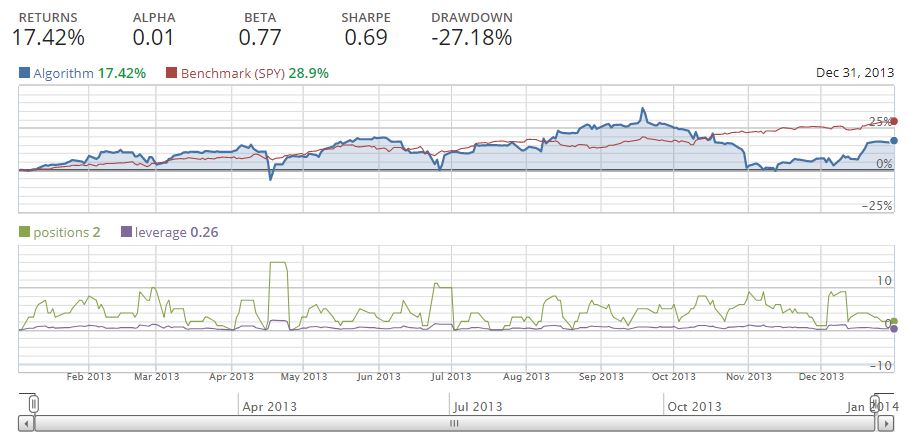 RETURNS ALPHA BETA SHARPE DRAWDOWN
17.42% 0.01 0.77 0.69 -27.18%
Algorithm 17.42% Benchmark (SPY) 28.9% Dec 31, 2013
25%
0%
-25%
positions 2 leverage 0.26
10
0
-10
Feb 2013 Mar 2013 Apr 2013 May 2013 Jun 2013 Jul 2013 Aug 2013 Sep 2013 Oct 2013 Nov 2013 Dec 2013
Apr 2013 Jul 2013 Oct 2013 Jan 2014